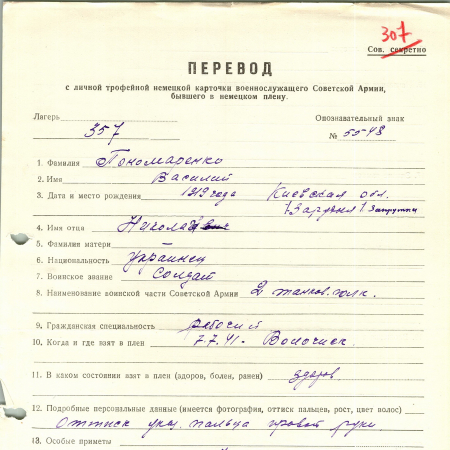 307
Сов. секретно
ПЕРЕВОД
с личной трофейной немецкой карточки военнослужащего Советской Армии,
бывшего в немецком плену.
Лагерь Опознавательный знак
357 № 5548
1. Фамилия Пономаренко
2. Имя Василий
3. Дата и место рождения 1919 года Киевская обл.
4. Имя отца Николай
5. Фамилия матери
6. Национальность украинец
7. Воинское звание Солдат
8. Наименование воинской части Советской Армии 2 танков. полк.
9. Гражданская специальность рабочий
10. Когда и где взят в плен 7.7.41. Волочиск.
11. В каком состоянии взят в плен (здоров, болен, ранен) здоров
12. Подробные персональные данные (имеется фотография, оттиск пальцев, рост, цвет волос)
Оттиск указ. пальца правой руки.
13. Особые приметы